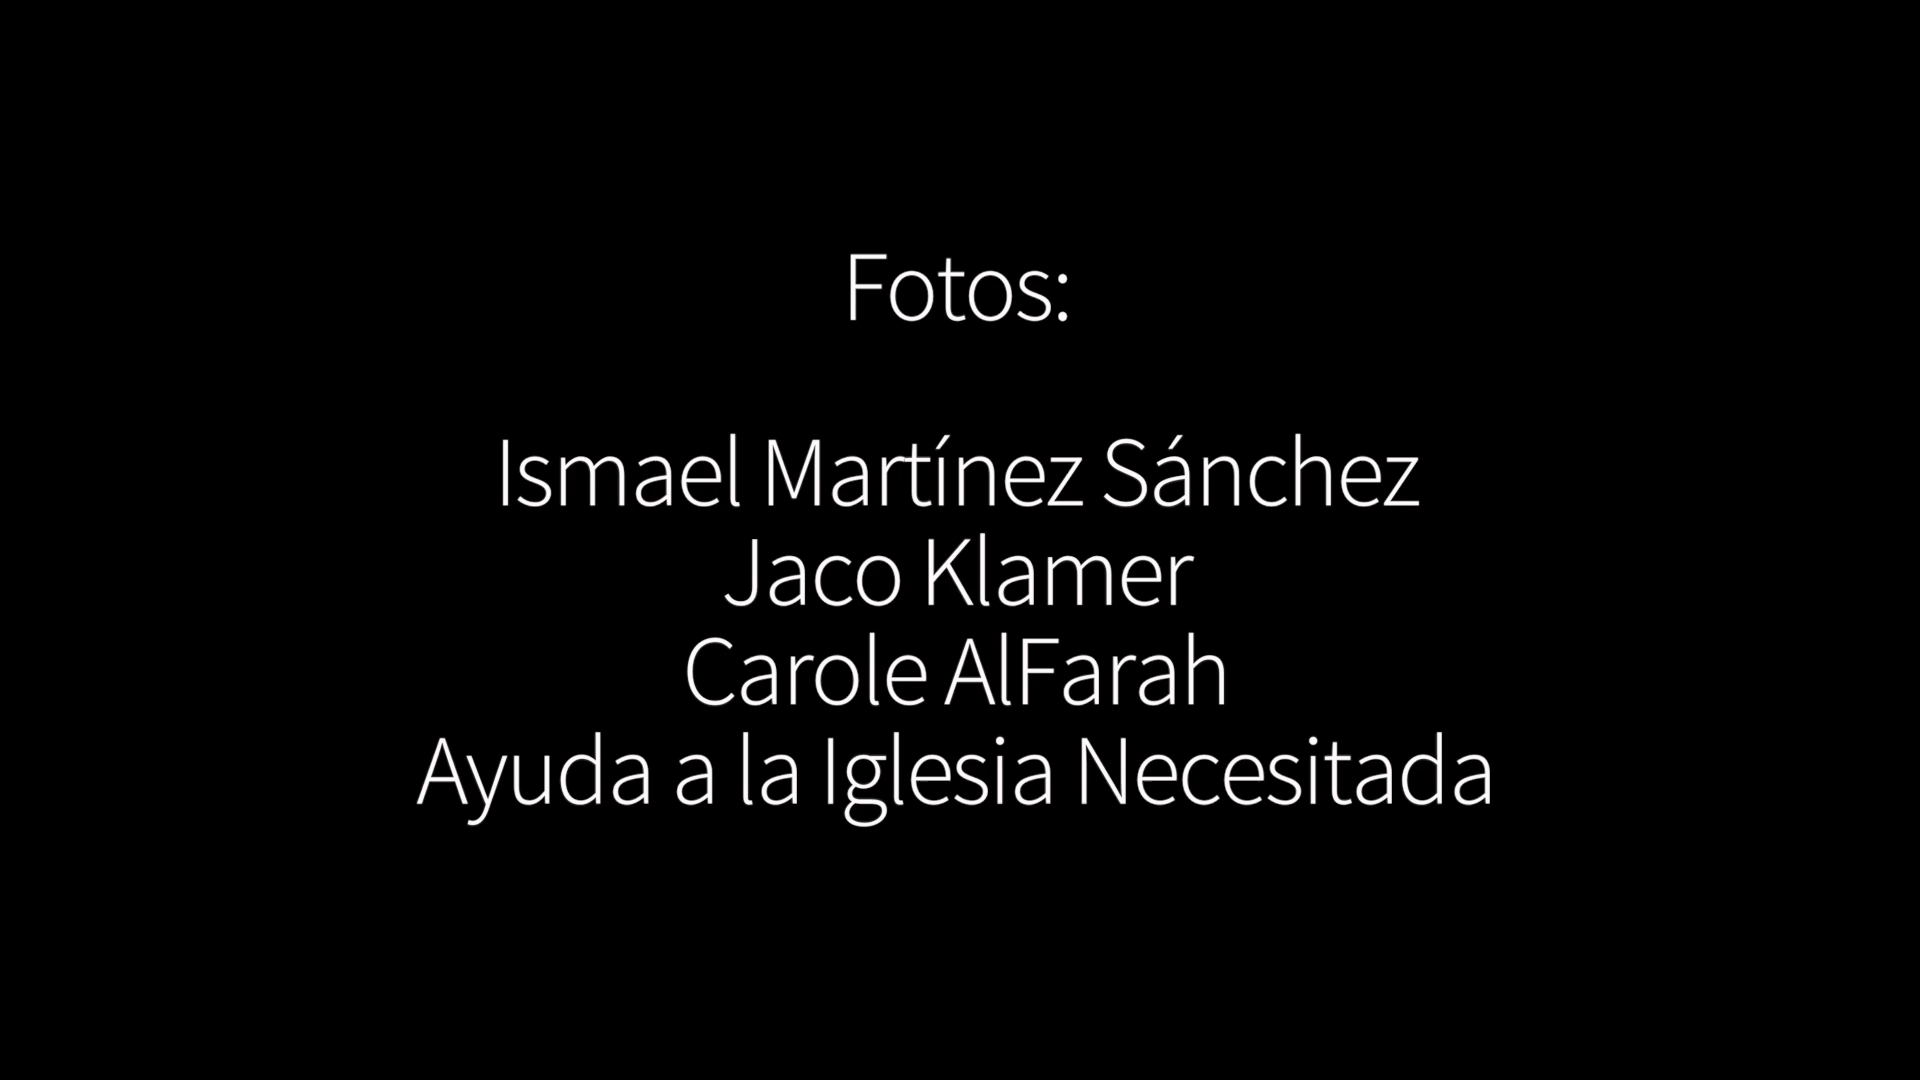 Fotos:
Ismael Martínez Sánchez
Jaco Klamer
Carole AlFarah
Ayuda a la Iglesia Necesitada